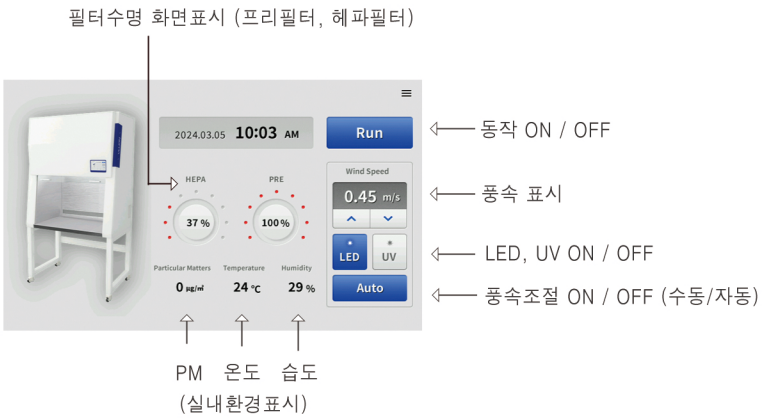 필터수명 화면표시 (프리필터, 헤파필터)
2024.03.05 10:03 AM
Run
동작 ON / OFF
HEPA
PRE
Wind Speed
37 %
100 %
0.45 m/s
풍속 표시
LED
UV
LED, UV ON / OFF
Particular Matters
Temperature
Humidity
0 μg/㎥
24 ℃
29 %
Auto
풍속조절 ON / OFF (수동/자동)
PM
온도
습도
(실내환경표시)